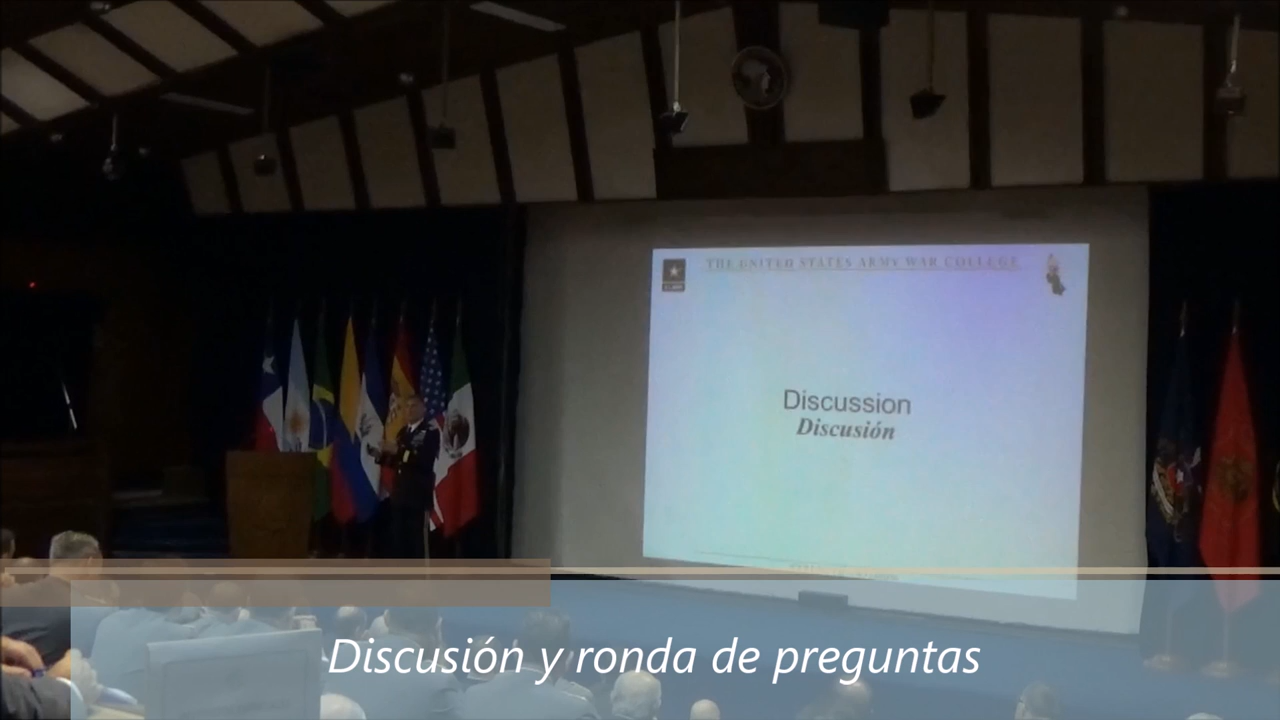 THE UNITED STATES ARMY WAR COLLEGE
Discussion
Discusión
Discusión y ronda de preguntas